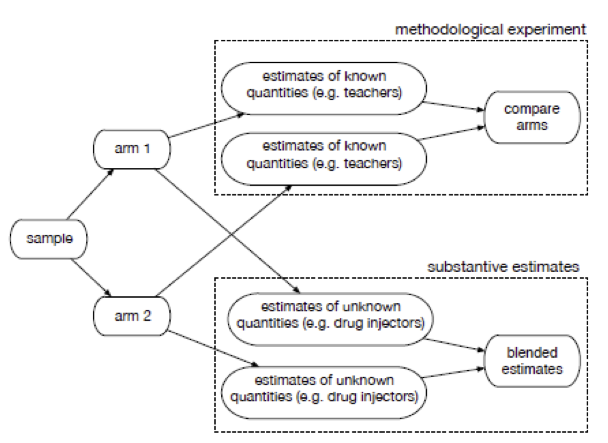 methodological experiment
estimates of known
quantities (e.g. teachers)
compare
arms
estimates of known
quantities (e.g. teachers)
arm 1
sample
arm 2
substantive estimates
estimates of unknown
quantities (e.g. drug injectors)
blended
estimates
estimates of unknown
quantities (e.g. drug injectors)